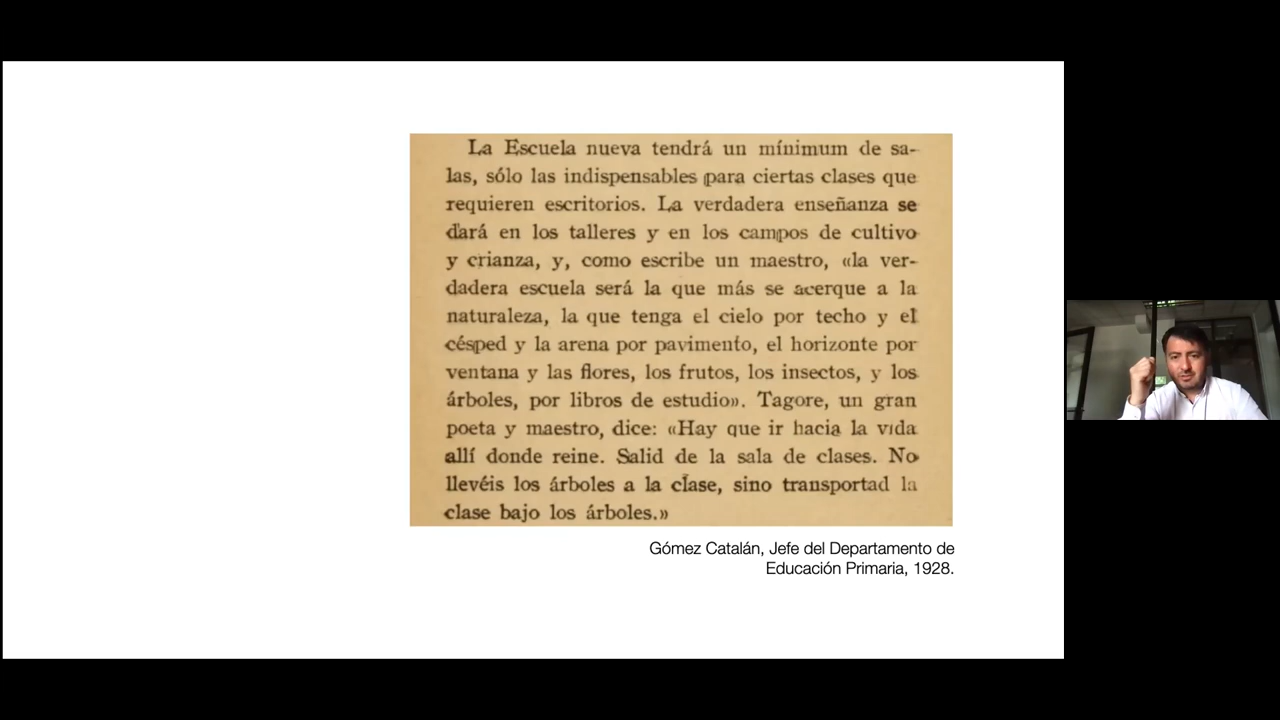 La Escuela nueva tendrá un mínimum de sa-
las, sólo las indispensables para ciertas clases que
requieren escritorios. La verdadera enseñanza se
dará en los talleres y en los campos de cultivo
y crianza, y, como escribe un maestro, «la ver-
dadera escuela será la que más se acerque a la
naturaleza, la que tenga el cielo por techo y el
césped y la arena por pavimento, el horizonte por
ventana y las flores, los frutos, los insectos, y los
árboles, por libros de estudio». Tagore, un gran
poeta y maestro, dice: «Hay que ir hacia la vida
allí donde reine. Salid de la sala de clases. No
llevéis los árboles a la clase, sino transportad la
clase bajo los árboles.»
Gómez Catalán, Jefe del Departamento de
Educación Primaria, 1928.